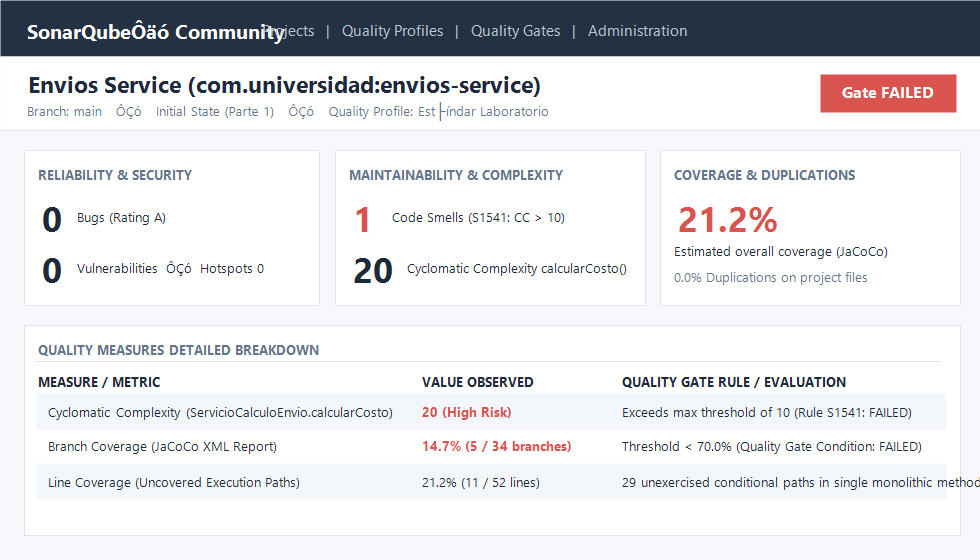 SonarQubeÔäó Community Projects | Quality Profiles | Quality Gates | Administration
Envios Service (com.universidad:envios-service)
Gate FAILED
Branch: main ÔÇó Initial State (Parte 1) ÔÇó Quality Profile: Est├índar Laboratorio
RELIABILITY & SECURITY
0 Bugs (Rating A)
0 Vulnerabilities ÔÇó Hotspots 0
MAINTAINABILITY & COMPLEXITY
1 Code Smells (S1541: CC > 10)
20 Cyclomatic Complexity calcularCosto()
COVERAGE & DUPLICATIONS
21.2%
Estimated overall coverage (JaCoCo)
0.0% Duplications on project files
QUALITY MEASURES DETAILED BREAKDOWN
MEASURE / METRIC VALUE OBSERVED QUALITY GATE RULE / EVALUATION
Cyclomatic Complexity (ServicioCalculoEnvio.calcularCosto) 20 (High Risk) Exceeds max threshold of 10 (Rule S1541: FAILED)
Branch Coverage (JaCoCo XML Report) 14.7% (5 / 34 branches) Threshold < 70.0% (Quality Gate Condition: FAILED)
Line Coverage (Uncovered Execution Paths) 21.2% (11 / 52 lines) 29 unexercised conditional paths in single monolithic method